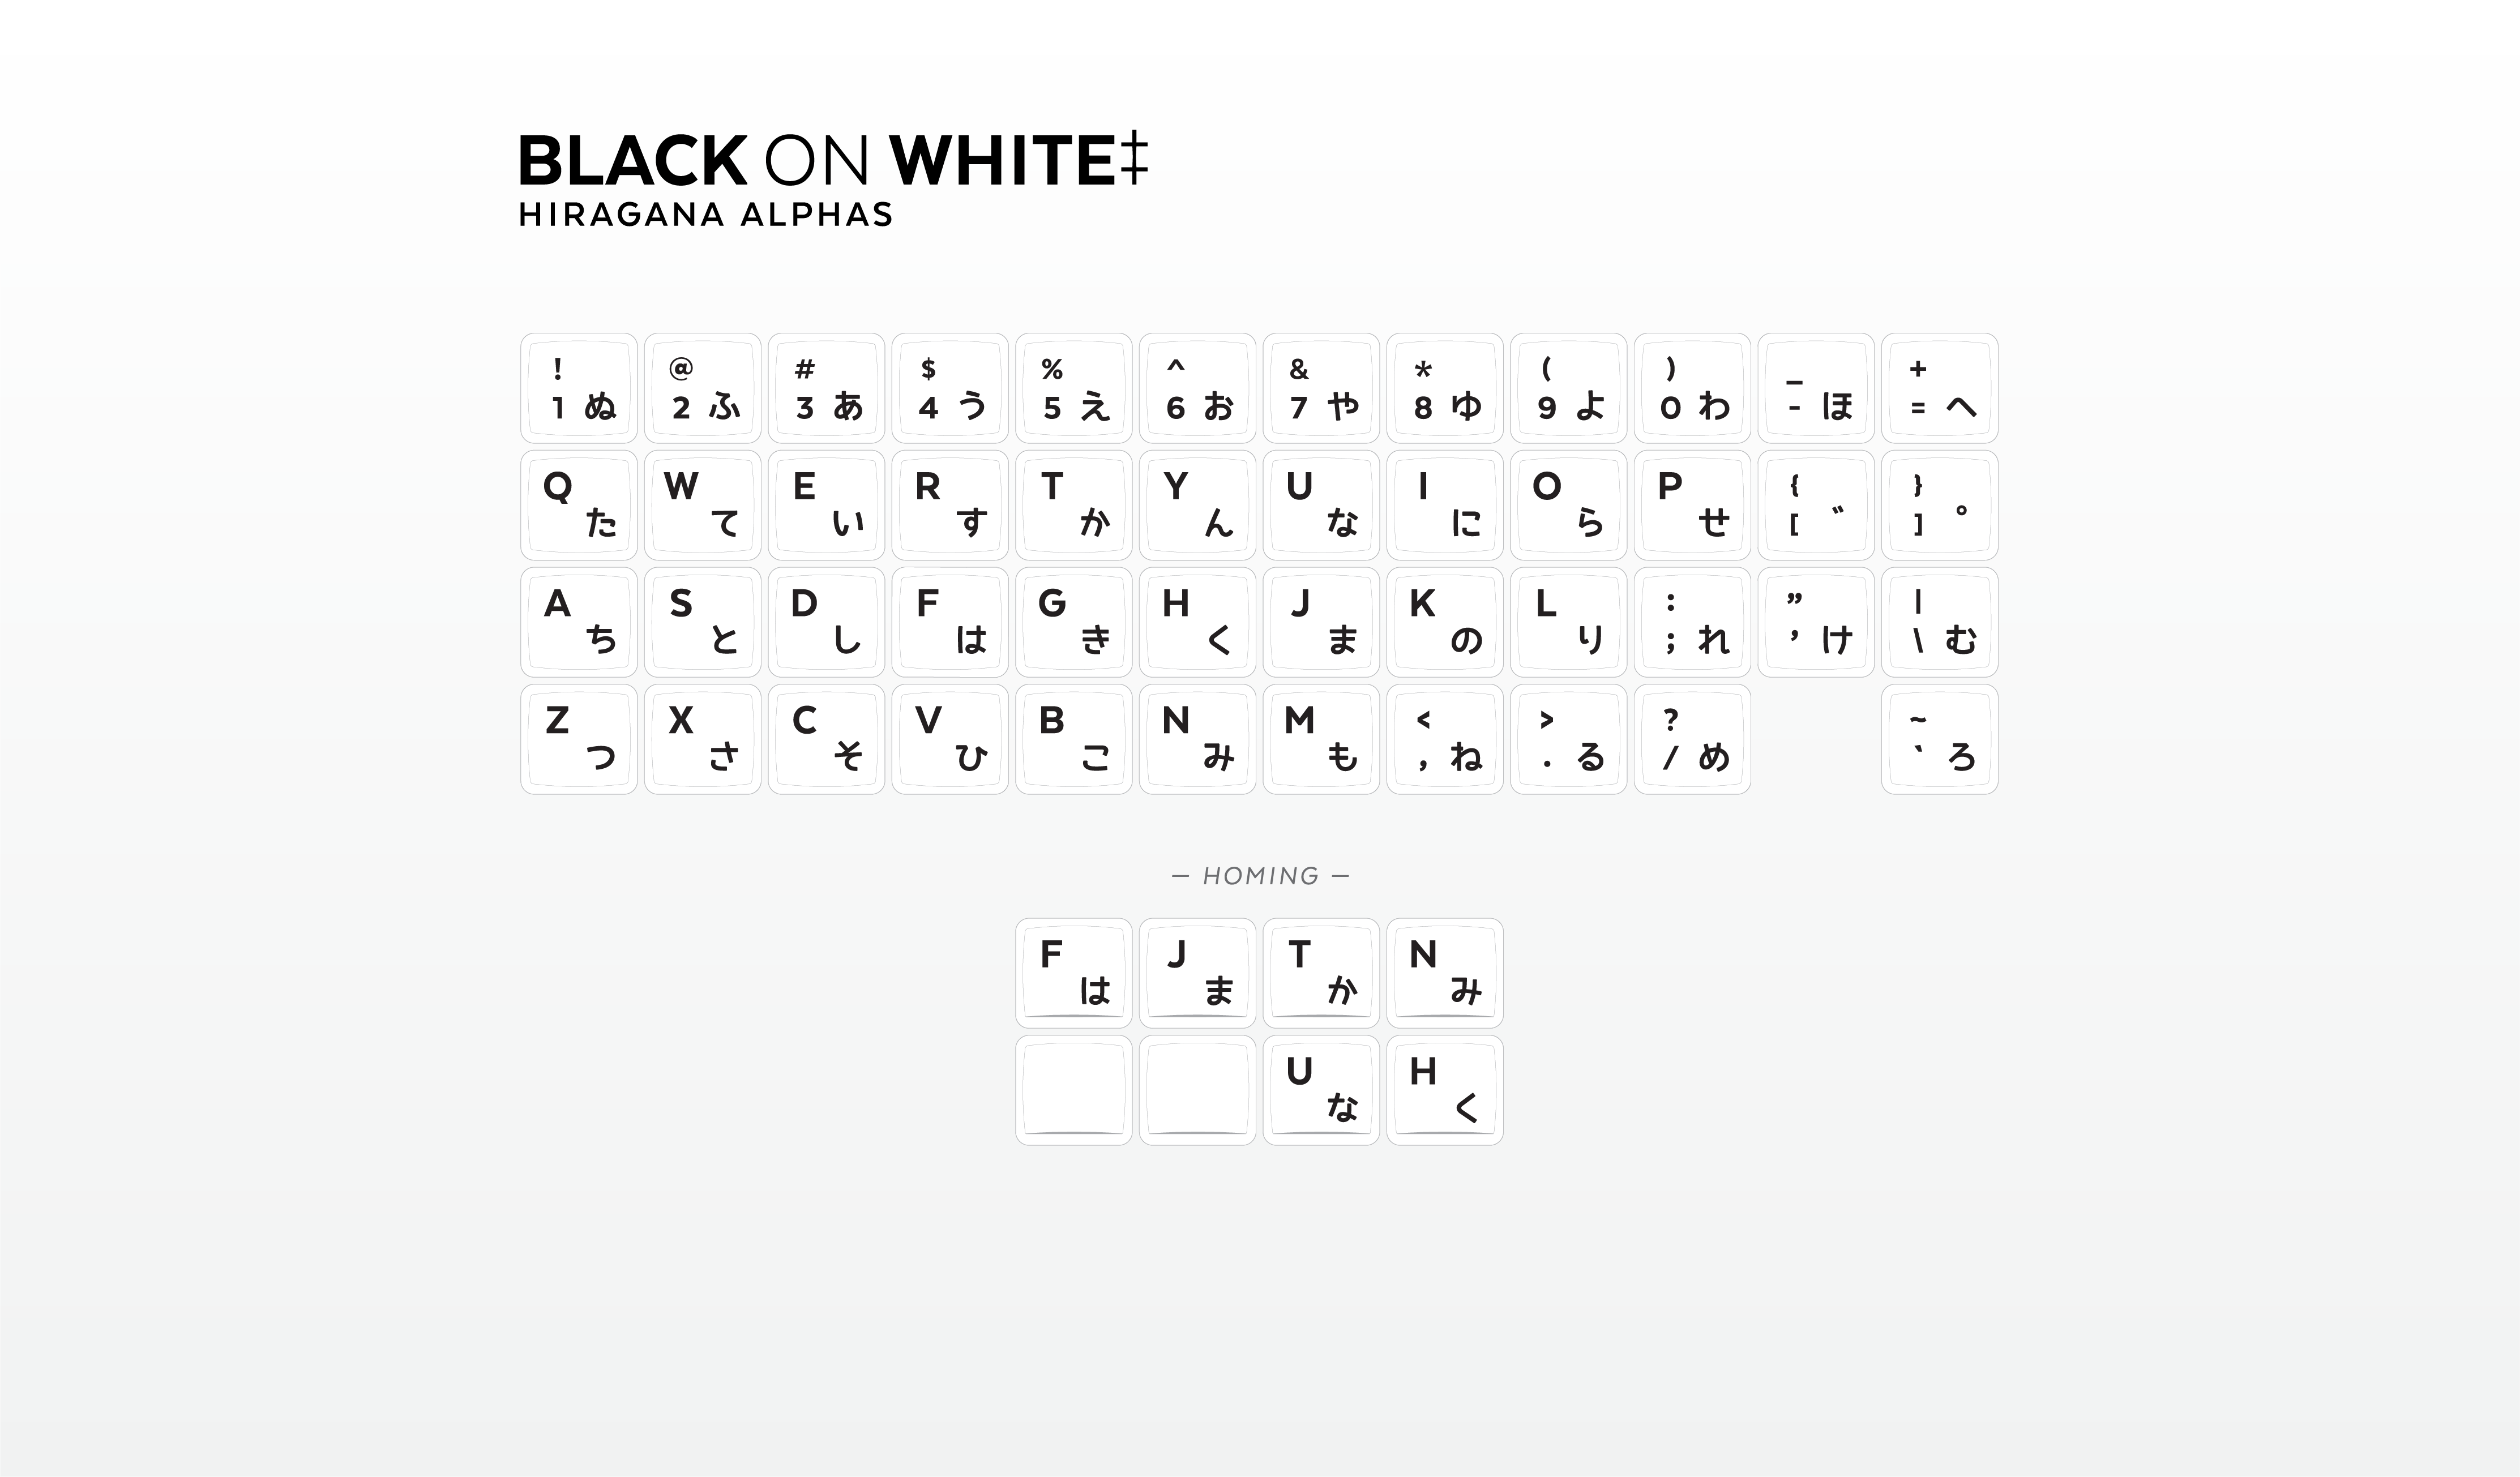 BLACK ON WHITE‡
HIRAGANA ALPHAS
! @ # $ % ^ & * ( ) _ +
1 ぬ 2 ふ 3 あ 4 う 5 え 6 お 7 や 8 ゆ 9 よ 0 わ - ほ = へ
Q W E R T Y U I O P { }
た て い す か ん な に ら せ [ ゛ ] ゜
A S D F G H J K L : ” |
ち と し は き く ま の り ; れ ’ け \ む
Z X C V B N M < > ? ~
つ さ そ ひ こ み も , ね . る / め ` ろ
— HOMING —
F J T N
は ま か み
U H
な く